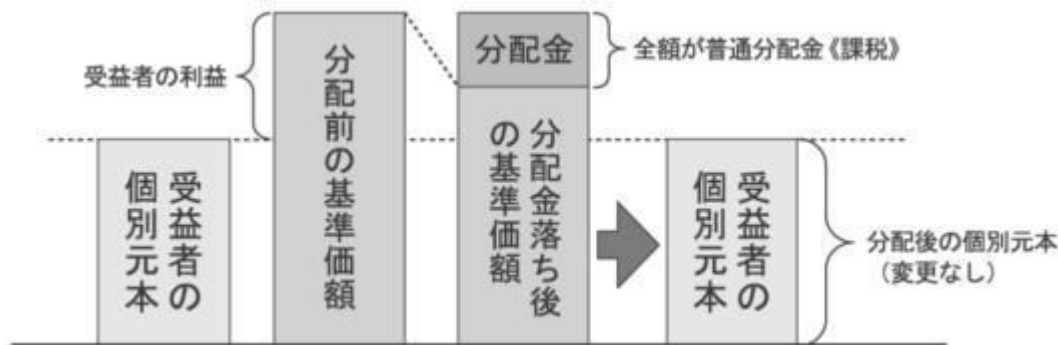 受益者の利益
受益者の
個別元本
分配前の基準価額
分配金
全額が普通分配金《課税》
分配金落ち後
の基準価額
受益者の
個別元本
分配後の個別元本
（変更なし）